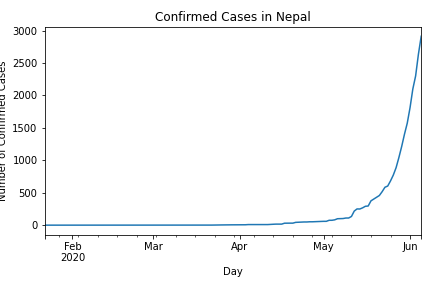 Confirmed Cases in Nepal
Number of Confirmed Cases
3000
2500
2000
1500
1000
500
0
Feb
2020
Mar
Apr
May
Jun
Day